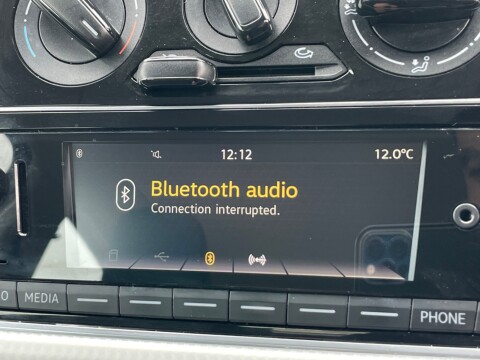 12:12 12.0°C
Bluetooth audio
Connection interrupted.
MEDIA PHONE